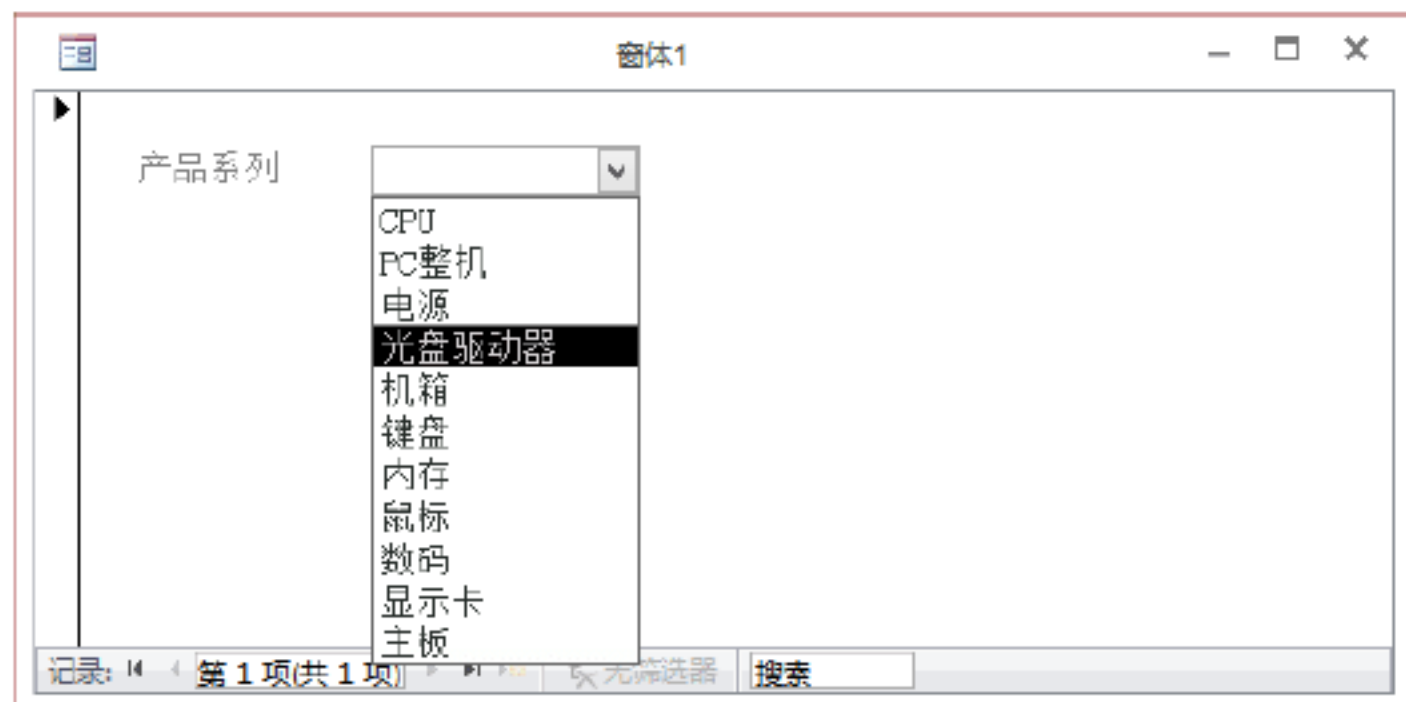 窗体1
产品系列
CPU
PC整机
电源
光盘驱动器
机箱
键盘
内存
鼠标
数码
显示卡
主板
记录: 第 1 项(共 1 项) 无筛选器 搜索